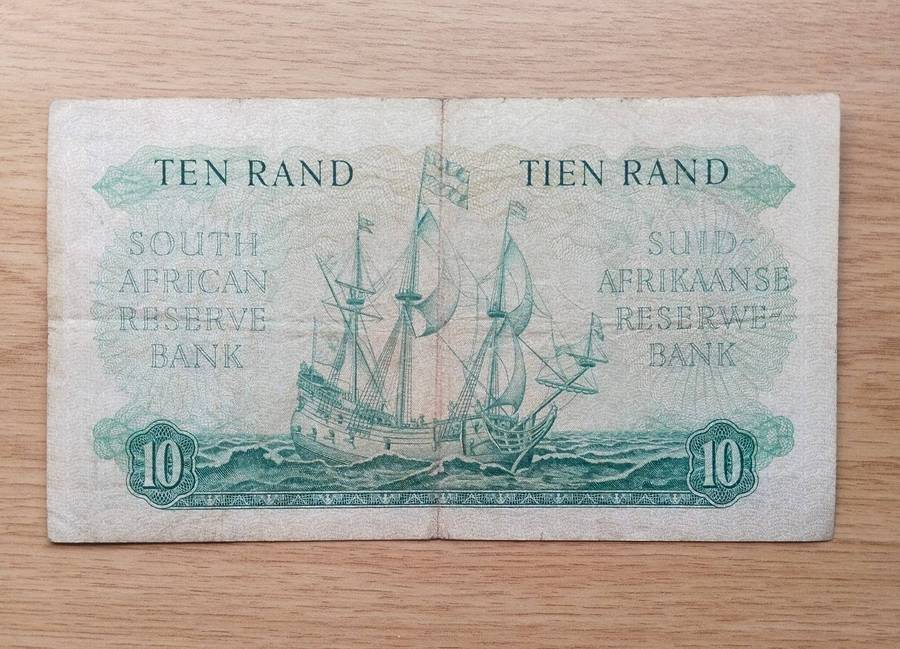 TEN RAND
TIEN RAND
SOUTH
AFRICAN
RESERVE
BANK
SUID-
AFRIKAANSE
RESERWE-
BANK
10
10